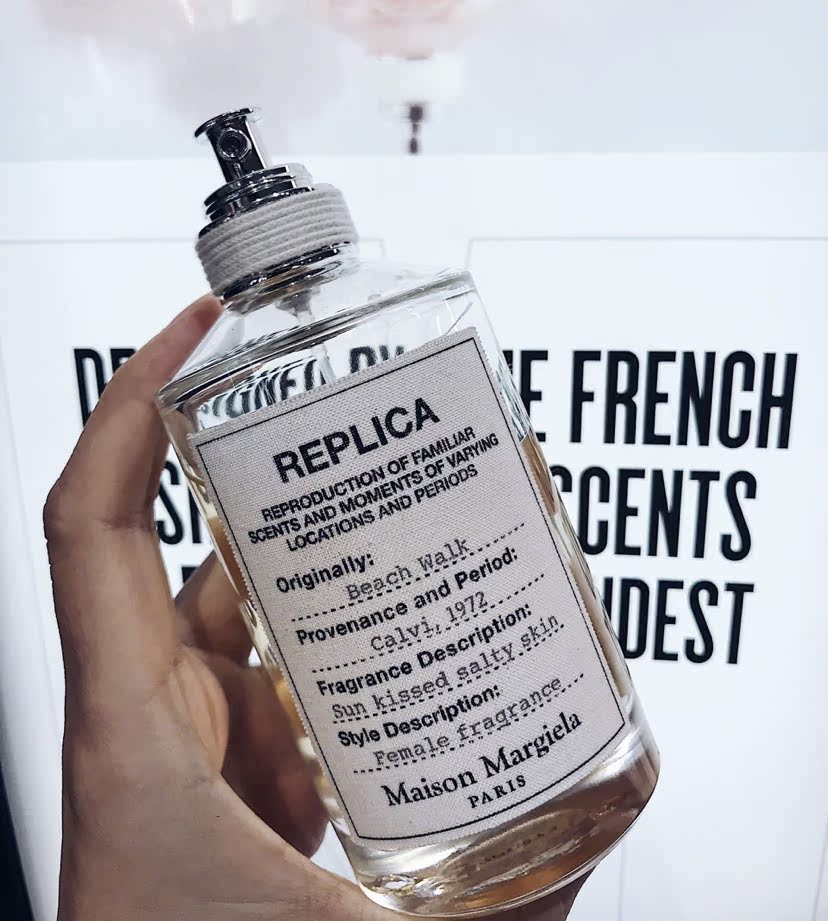 THE FRENCH
SCENTS
REPLICA
REPRODUCTION OF FAMILIAR
SCENTS AND MOMENTS OF VARYING
LOCATIONS AND PERIODS
Originally:
Beach Walk
Provenance and Period:
Calvi, 1972
Fragrance Description:
Sun kissed salty skin
Style Description:
Female fragrance
Maison Margiela
PARIS